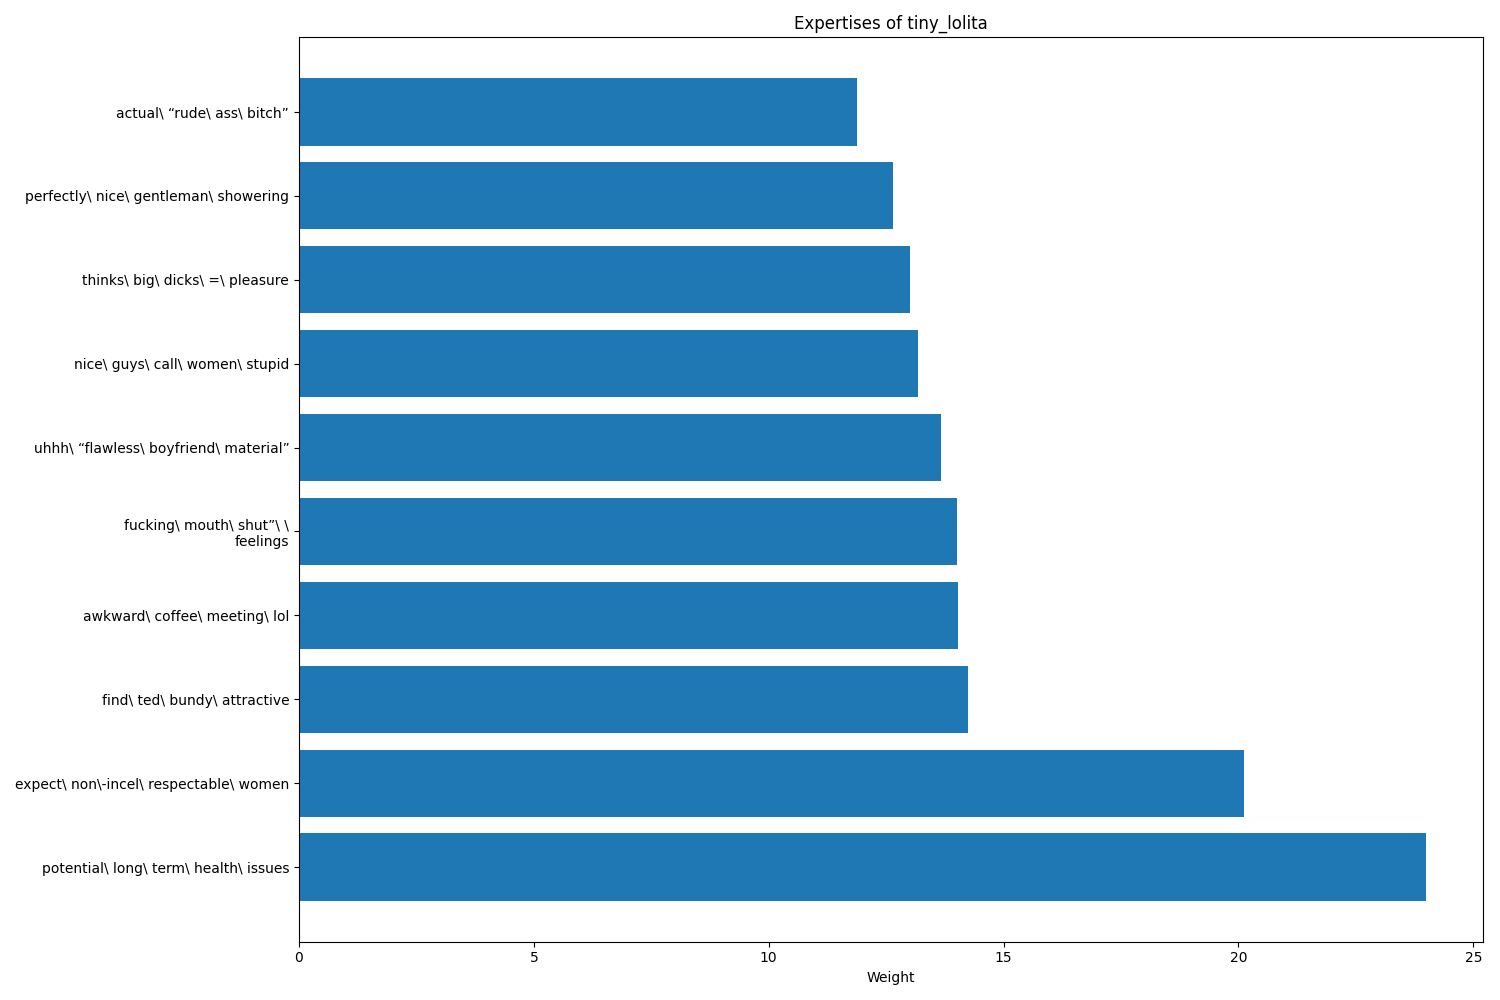 Expertises of tiny_lolita
actual\ “rude\ ass\ bitch”
perfectly\ nice\ gentleman\ showering
thinks\ big\ dicks\ =\ pleasure
nice\ guys\ call\ women\ stupid
uhhh\ “flawless\ boyfriend\ material”
fucking\ mouth\ shut”\ \
feelings
awkward\ coffee\ meeting\ lol
find\ ted\ bundy\ attractive
expect\ non\-incel\ respectable\ women
potential\ long\ term\ health\ issues
0 5 10 15 20 25
Weight